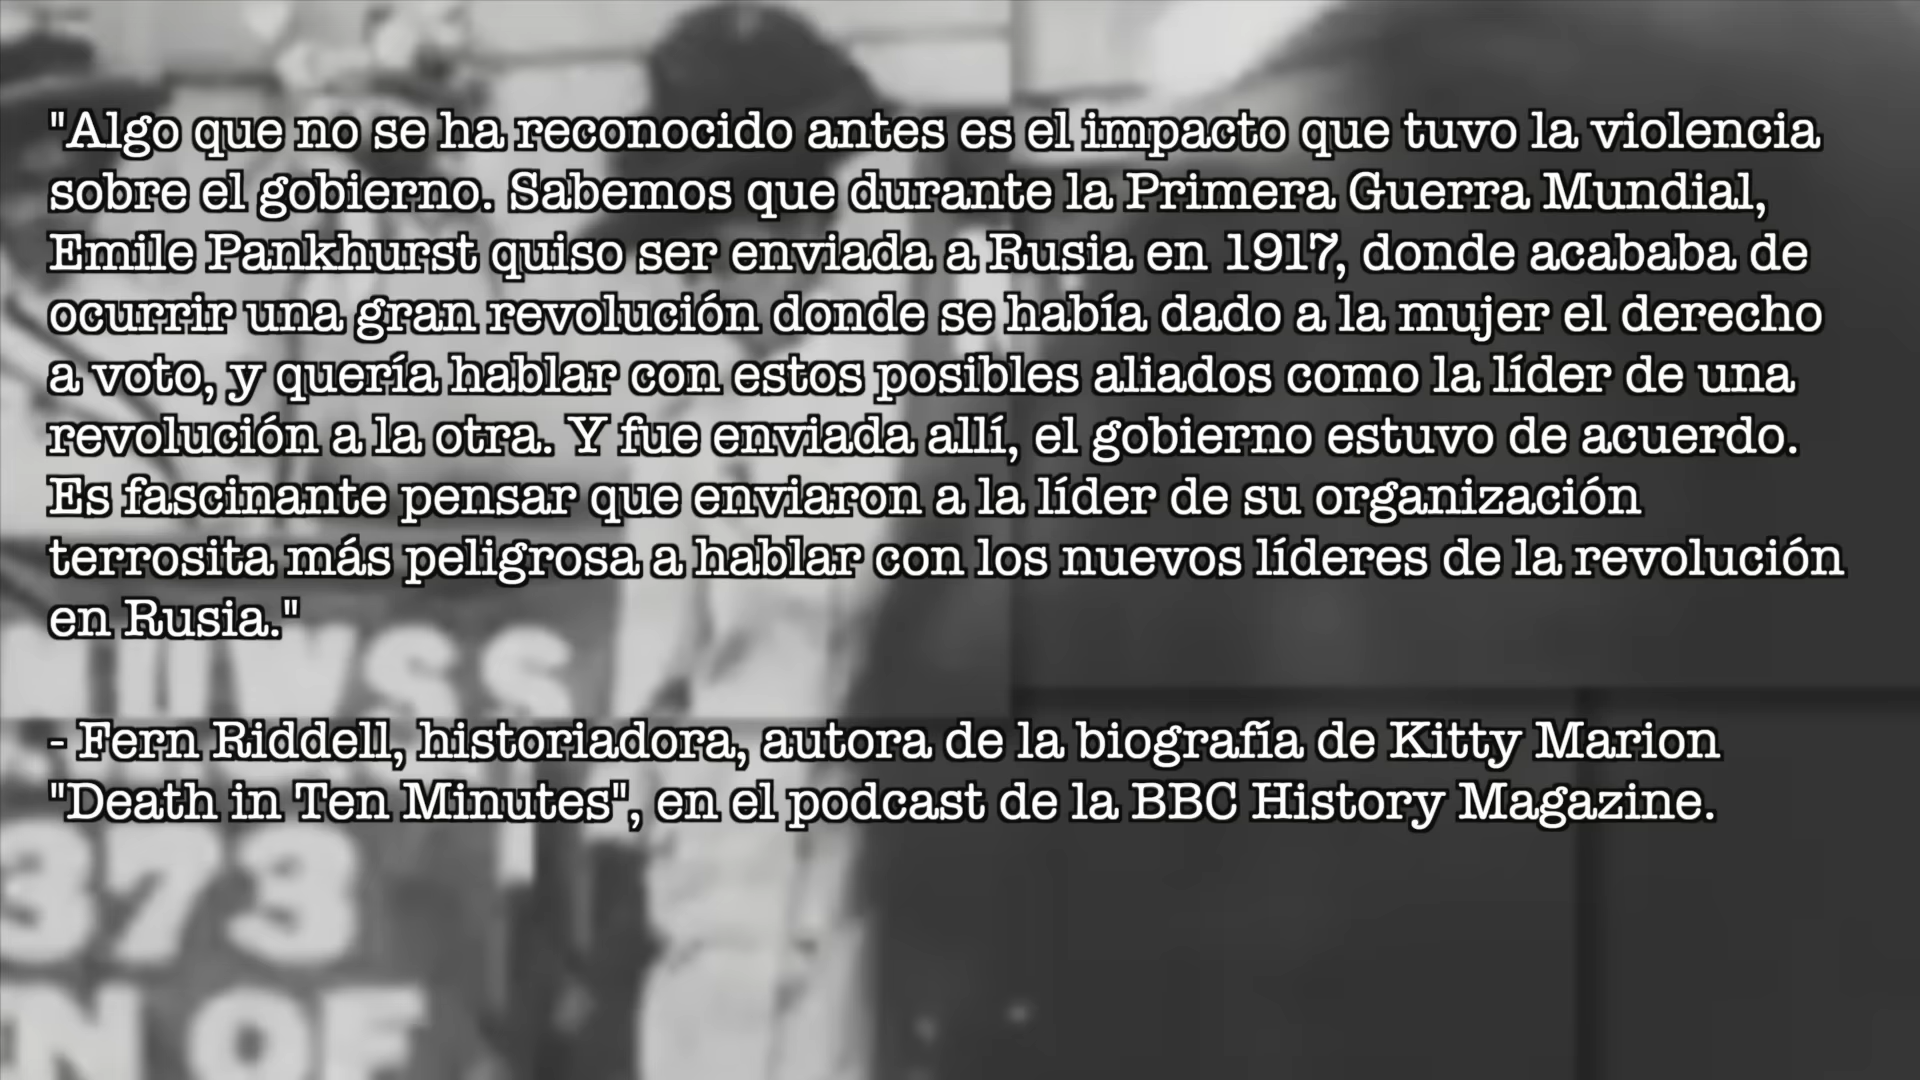 "Algo que no se ha reconocido antes es el impacto que tuvo la violencia
sobre el gobierno. Sabemos que durante la Primera Guerra Mundial,
Emile Pankhurst quiso ser enviada a Rusia en 1917, donde acababa de
ocurrir una gran revolución donde se había dado a la mujer el derecho
a voto, y quería hablar con estos posibles aliados como la líder de una
revolución a la otra. Y fue enviada allí, el gobierno estuvo de acuerdo.
Es fascinante pensar que enviaron a la líder de su organización
terrosita más peligrosa a hablar con los nuevos líderes de la revolución
en Rusia."
- Fern Riddell, historiadora, autora de la biografía de Kitty Marion
"Death in Ten Minutes", en el podcast de la BBC History Magazine.
373
OF